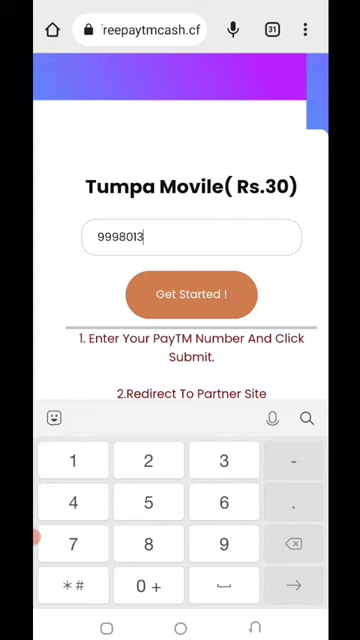 reepaytmcash.cf
31
Tumpa Movile( Rs.30)
9998013
Get Started !
1. Enter Your PayTM Number And Click
Submit.
2.Redirect To Partner Site
1 2 3 -
4 5 6 .
7 8 9
*# 0 +